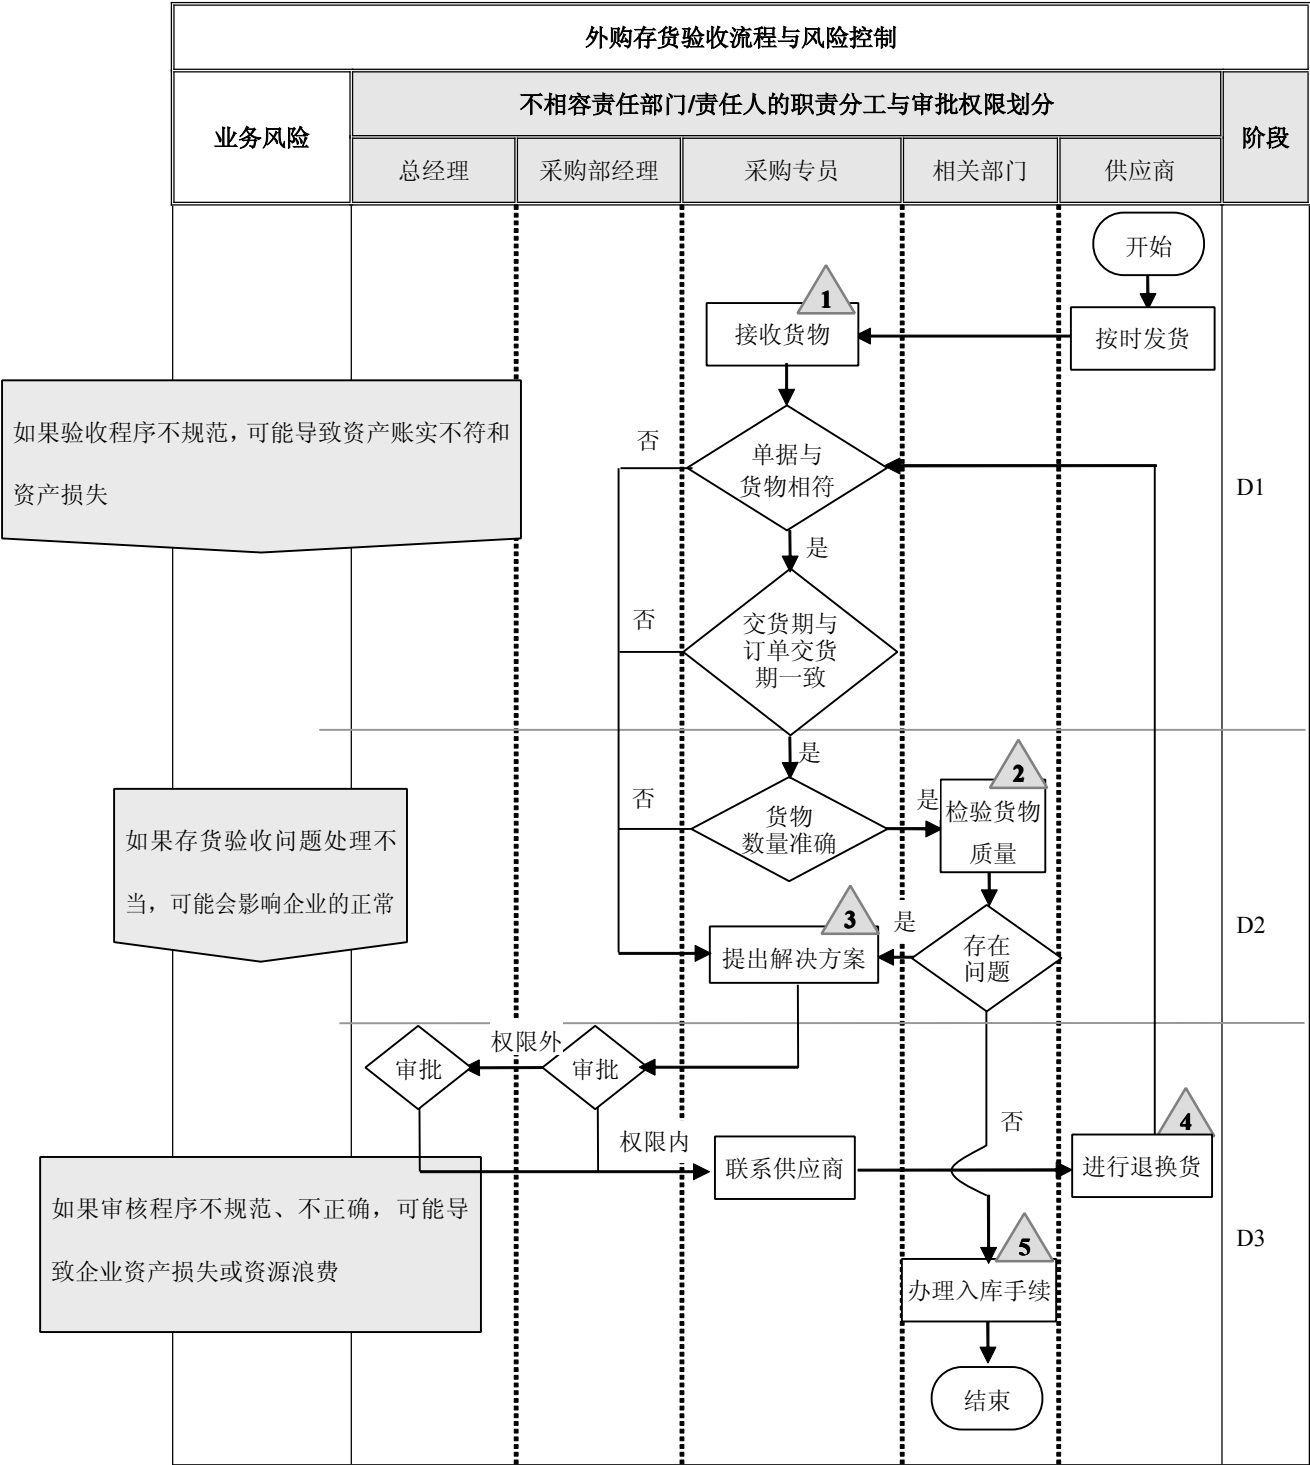 外购存货验收流程与风险控制
业务风险
不相容责任部门/责任人的职责分工与审批权限划分
阶段
总经理
采购部经理
采购专员
相关部门
供应商
开始
1
接收货物
按时发货
如果验收程序不规范，可能导致资产账实不符和
资产损失
否
单据与
货物相符
D1
是
否
交货期与
订单交货
期一致
是
2
如果存货验收问题处理不
当，可能会影响企业的正常
否
货物
数量准确
是
检验货物
质量
3
是
提出解决方案
存在
问题
D2
审批
权限外
审批
否
4
权限内
联系供应商
进行退换货
如果审核程序不规范、不正确，可能导
致企业资产损失或资源浪费
D3
5
办理入库手续
结束